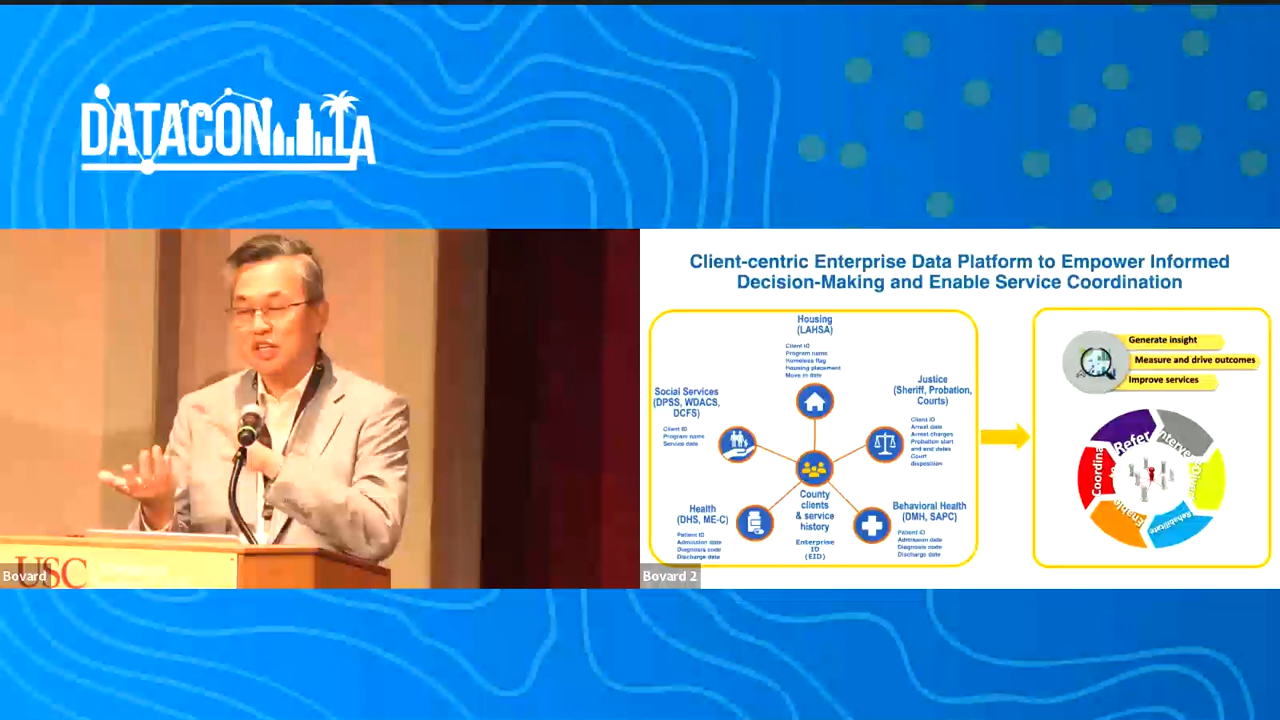 DATACON LA
USC
Bovard
Client-centric Enterprise Data Platform to Empower Informed
Decision-Making and Enable Service Coordination
Housing
(LAHSA)
Client ID
Program name
Homeless flag
Housing placement
Move in date
Social Services
(DPSS, WDACS,
DCFS)
Client ID
Program name
Service date
Justice
(Sheriff, Probation,
Courts)
Client ID
Arrest date
Arrest charges
Probation start
and end dates
Court
disposition
Health
(DHS, ME-C)
Patient ID
Admission date
Diagnosis code
Discharge date
County
clients
& service
history
Enterprise
ID
(EID)
Behavioral Health
(DMH, SAPC)
Patient ID
Admission date
Diagnosis code
Discharge date
Generate insight
Measure and drive outcomes
Improve services
Refer
Intervene
Rehabilitate
Coordina
Bovard 2